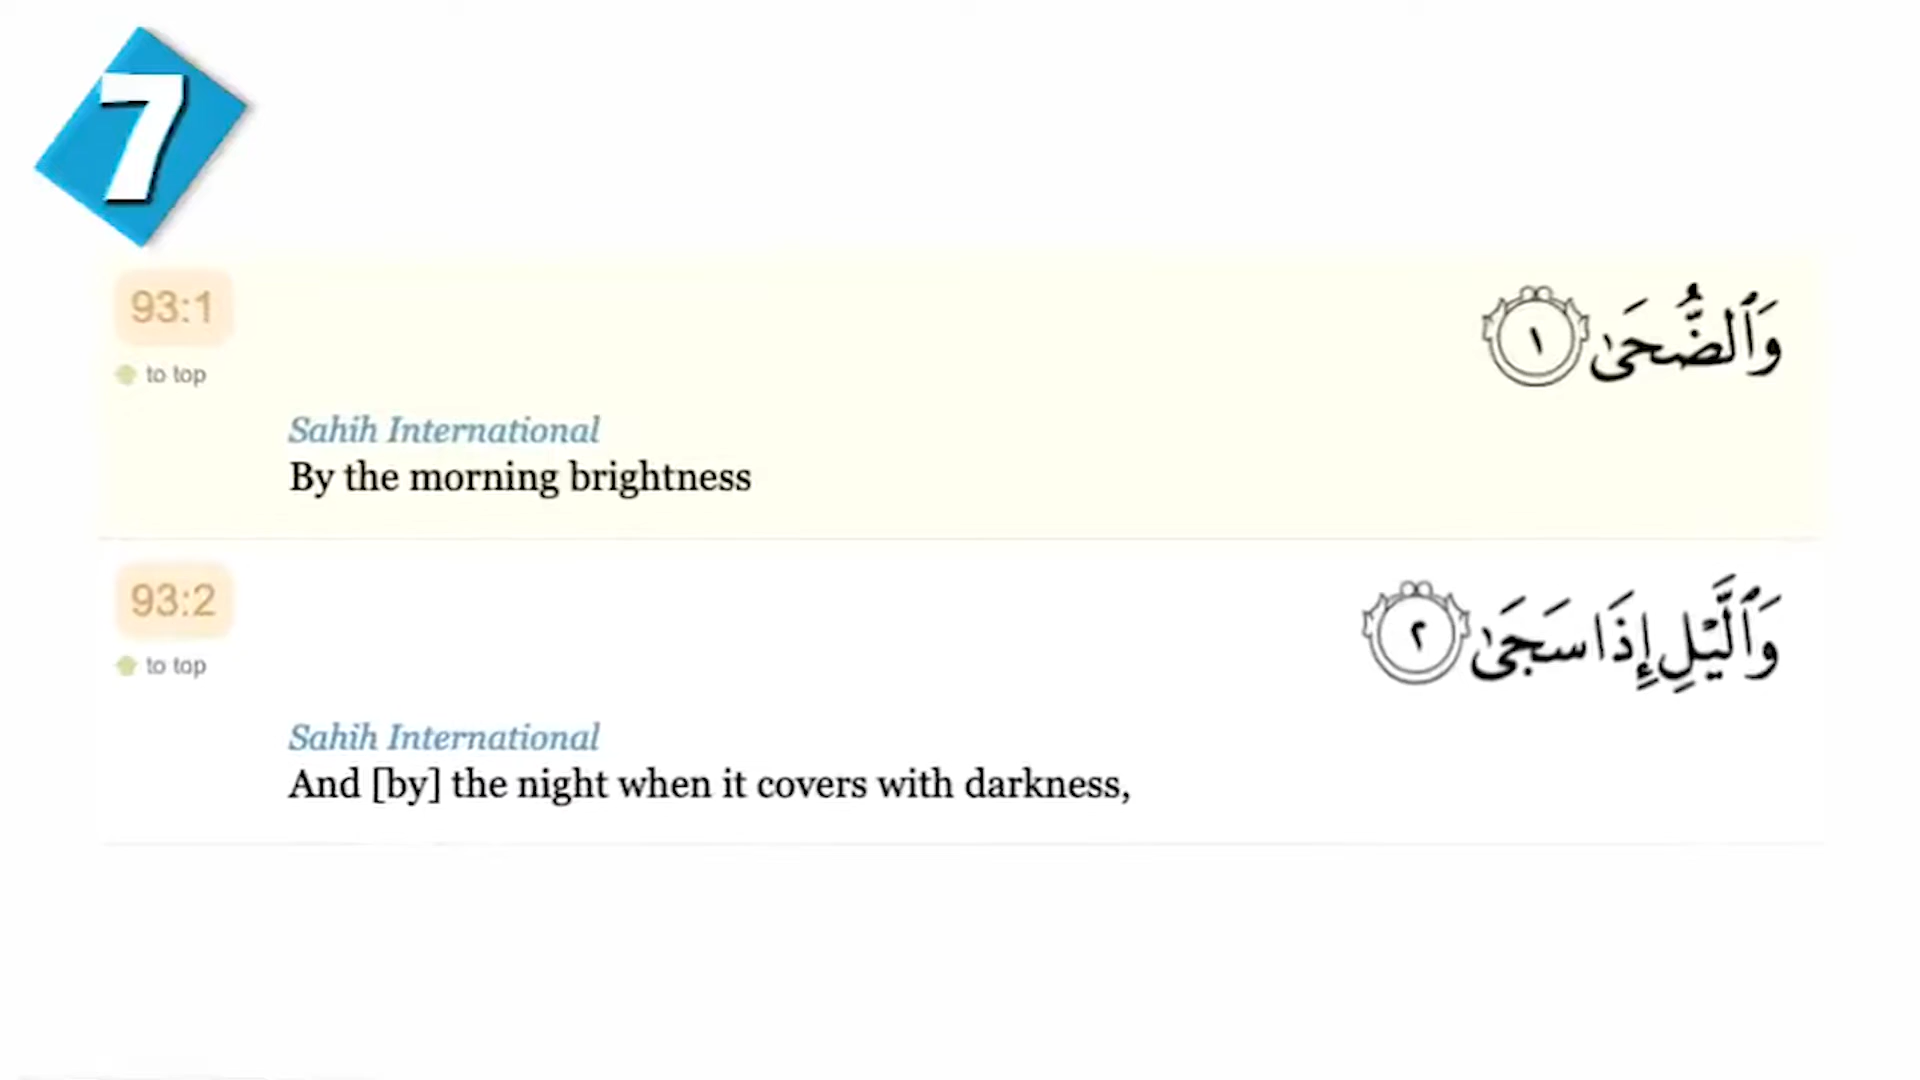 7
93:1
وَٱلضُّحَىٰ ١
to top
Sahih International
By the morning brightness
93:2
وَٱلَّيْلِ إِذَا سَجَىٰ ٢
to top
Sahih International
And [by] the night when it covers with darkness,